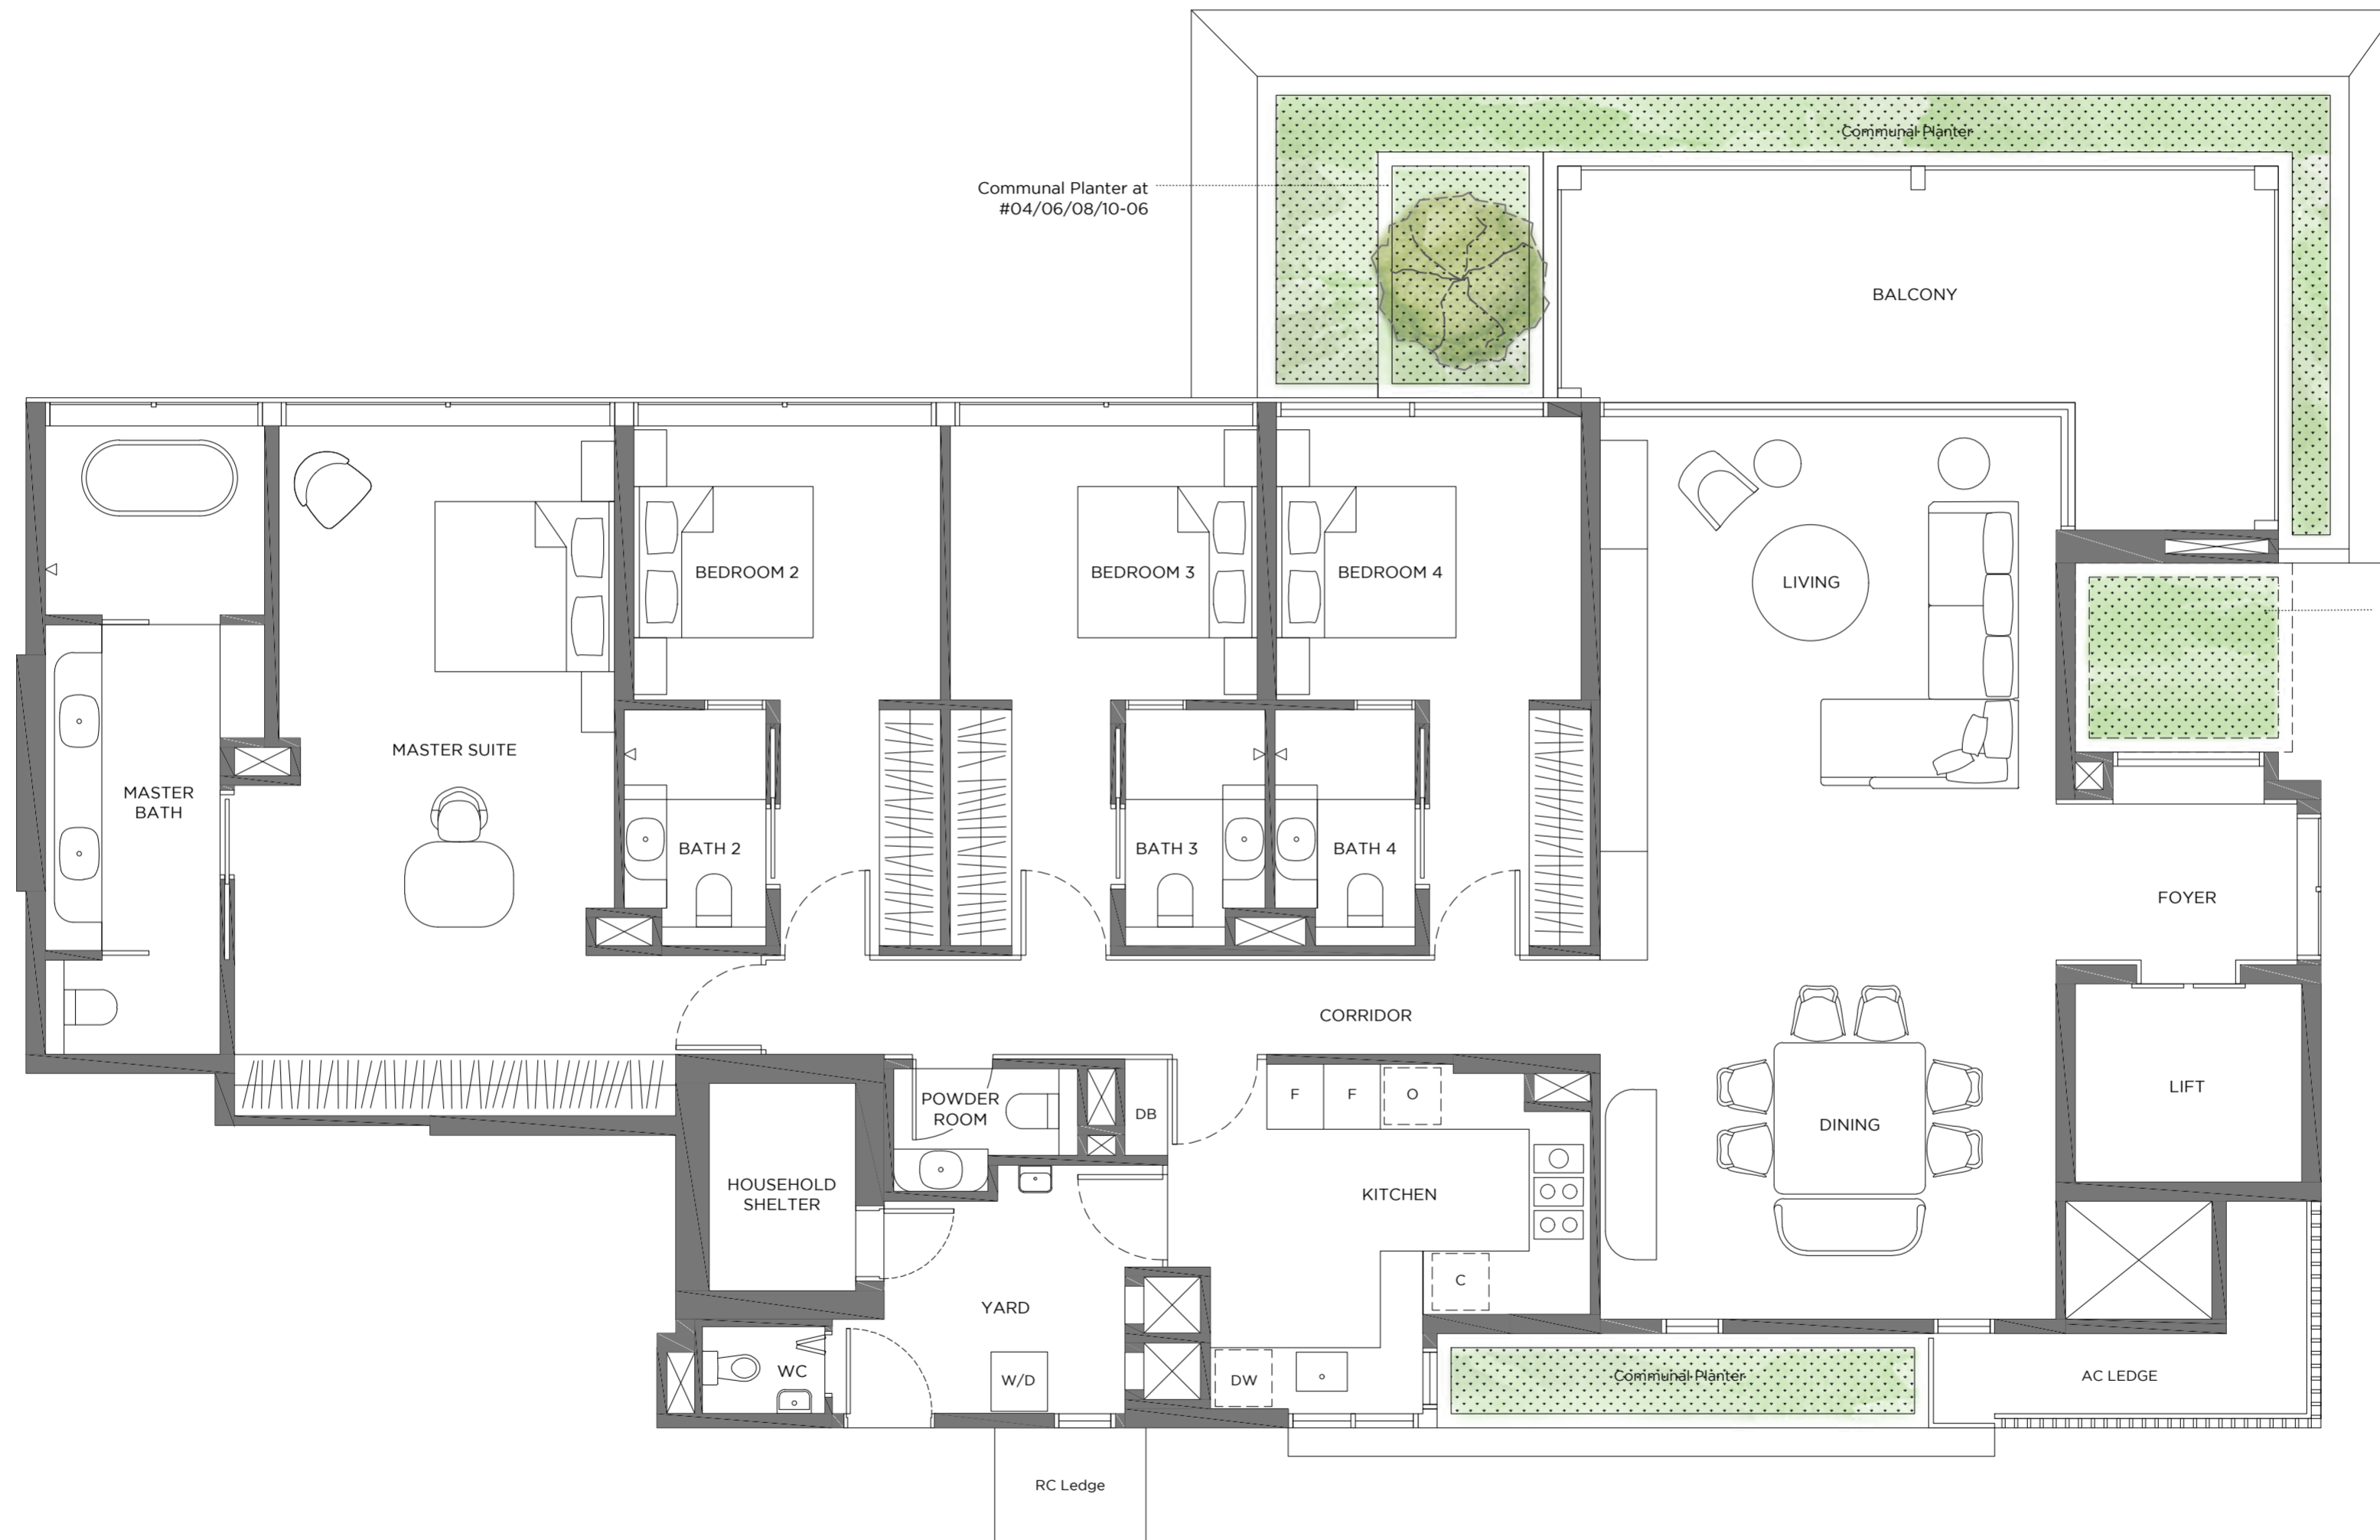 Communal Planter
Communal Planter at
#04/06/08/10-06
BALCONY
BEDROOM 2
BEDROOM 3
BEDROOM 4
LIVING
MASTER SUITE
MASTER
BATH
BATH 2
BATH 3
BATH 4
FOYER
CORRIDOR
POWDER
ROOM
DB
F
F
O
LIFT
DINING
HOUSEHOLD
SHELTER
KITCHEN
C
YARD
WC
W/D
DW
Communal Planter
AC LEDGE
RC Ledge